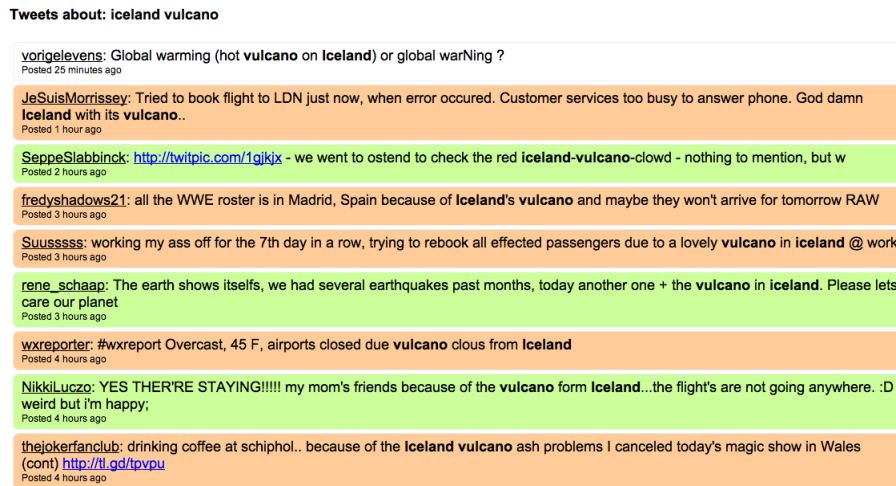 Tweets about: iceland vulcano
vorigelevens: Global warming (hot vulcano on Iceland) or global warNing ?
Posted 25 minutes ago
JeSuisMorrissey: Tried to book flight to LDN just now, when error occured. Customer services too busy to answer phone. God damn
Iceland with its vulcano..
Posted 1 hour ago
SeppeSlabbinck: http://twitpic.com/1gjkjx - we went to ostend to check the red iceland-vulcano-clowd - nothing to mention, but w
Posted 2 hours ago
fredyshadows21: all the WWE roster is in Madrid, Spain because of Iceland's vulcano and maybe they won't arrive for tomorrow RAW
Posted 3 hours ago
Suusssss: working my ass off for the 7th day in a row, trying to rebook all effected passengers due to a lovely vulcano in iceland @ work
Posted 3 hours ago
rene_schaap: The earth shows itselfs, we had several earthquakes past months, today another one + the vulcano in iceland. Please lets
care our planet
Posted 3 hours ago
wxreporter: #wxreport Overcast, 45 F, airports closed due vulcano clous from Iceland
Posted 4 hours ago
NikkiLuczo: YES THER'RE STAYING!!!!! my mom's friends because of the vulcano form Iceland...the flight's are not going anywhere. :D
weird but i'm happy;
Posted 4 hours ago
thejokerfanclub: drinking coffee at schiphol.. because of the Iceland vulcano ash problems I canceled today's magic show in Wales
(cont) http://tl.gd/tpvpu
Posted 4 hours ago